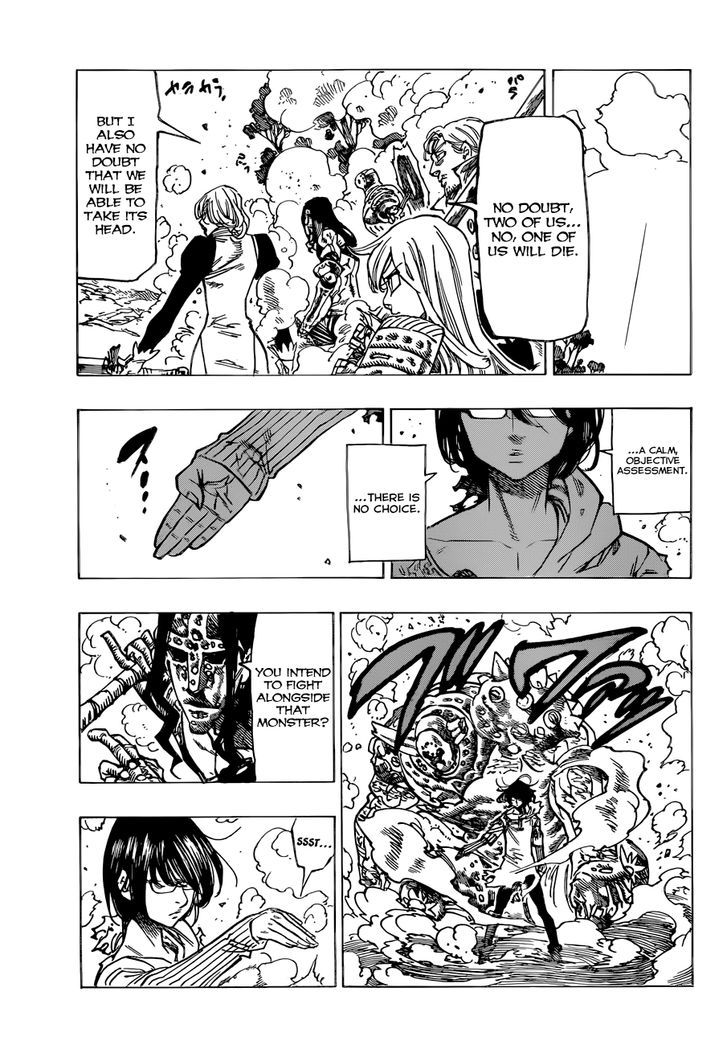 NO DOUBT,
TWO OF US...
NO, ONE OF
US WILL DIE.
BUT I
ALSO
HAVE NO
DOUBT
THAT WE
WILL BE
ABLE TO
TAKE ITS
HEAD.
...A CALM,
OBJECTIVE
ASSESSMENT.
...THERE IS
NO CHOICE.
YOU INTEND
TO FIGHT
ALONGSIDE
THAT
MONSTER?
SSST...